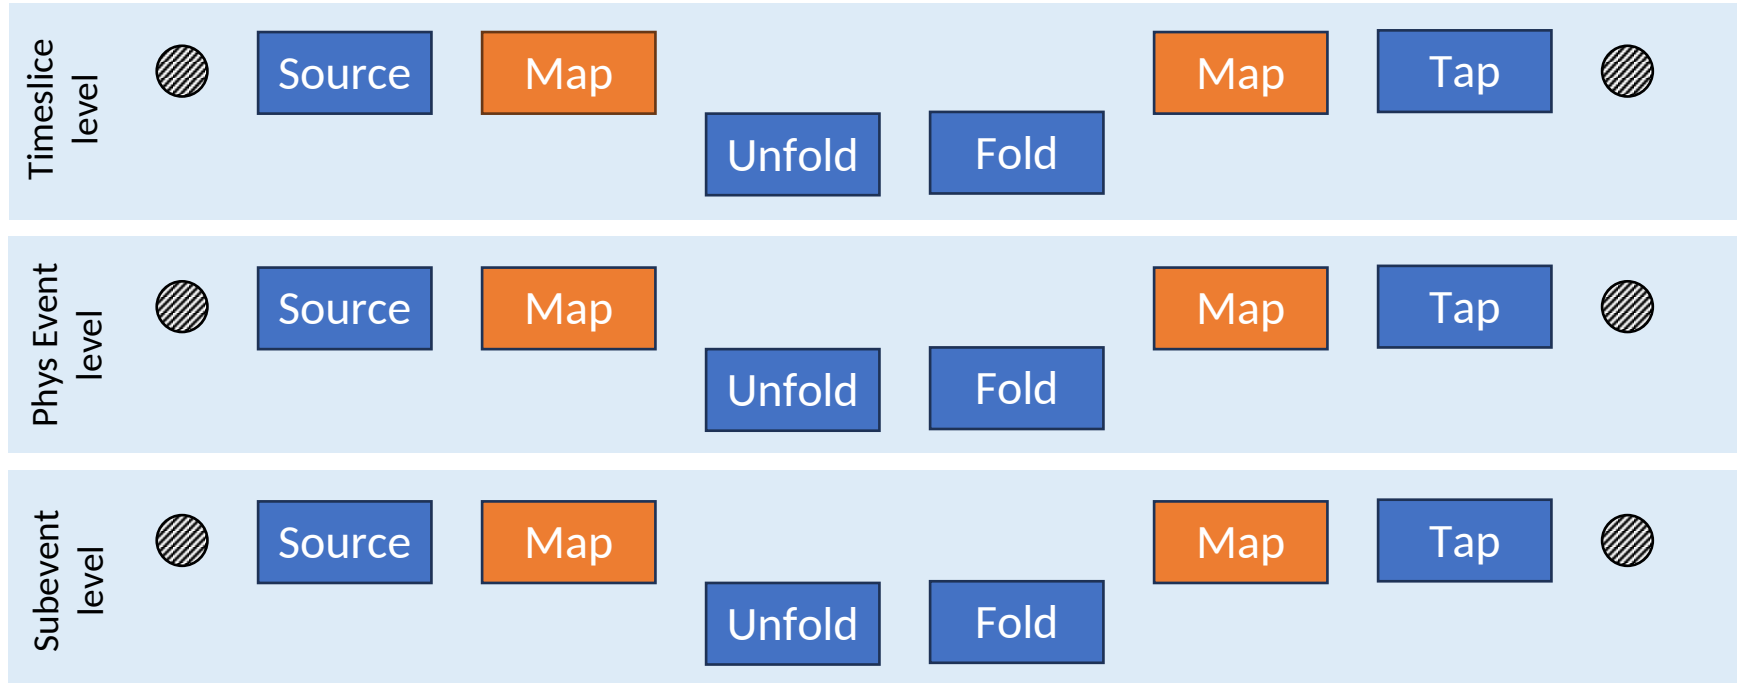 Timeslice
level
Source
Map
Unfold
Fold
Map
Tap
Phys Event
level
Source
Map
Unfold
Fold
Map
Tap
Subevent
level
Source
Map
Unfold
Fold
Map
Tap